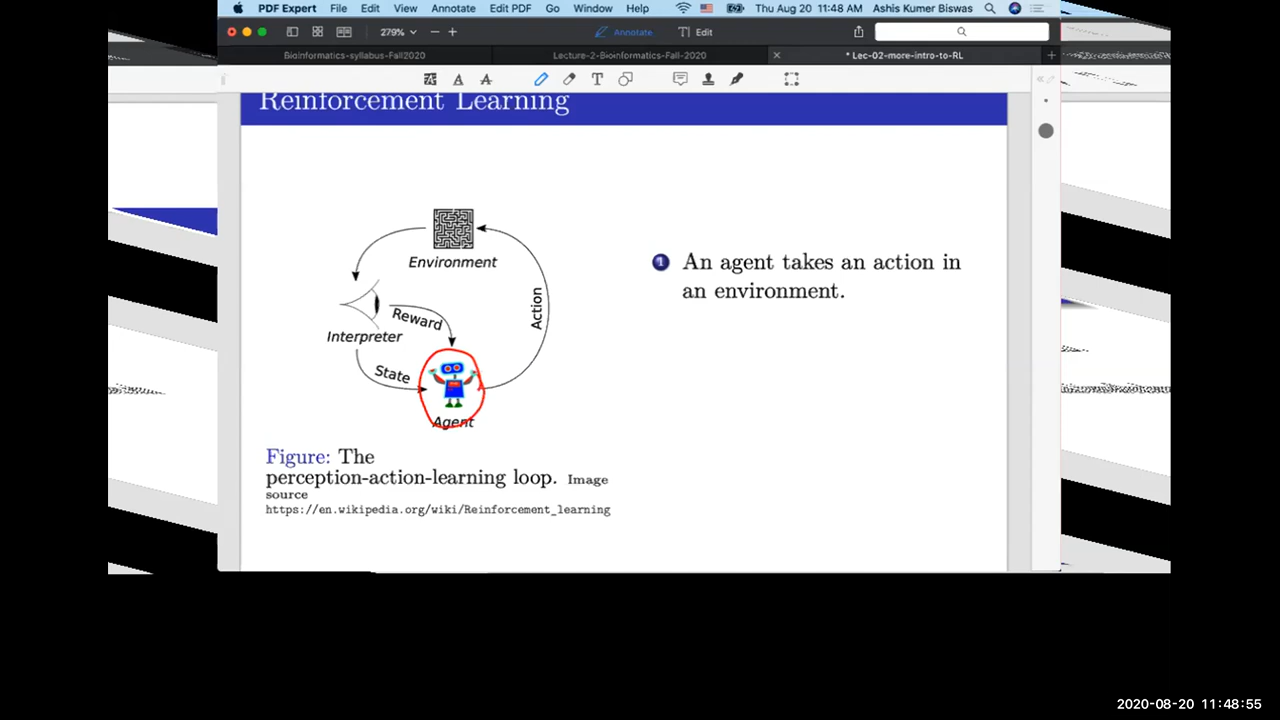 PDF Expert File Edit View Annotate Edit PDF Go Window Help Thu Aug 20 11:48 AM Ashis Kumer Biswas
279% Annotate Edit
Bioinformatics-syllabus-Fall2020 Lecture-2-Bionformatics-Fall-2020 * Lec-02-more-intro-to-RL
Reinforcement Learning
Environment
Action
Reward
Interpreter
State
Agent
1 An agent takes an action in
an environment.
Figure: The
perception-action-learning loop. Image
source
https://en.wikipedia.org/wiki/Reinforcement_learning
2020-08-20 11:48:55